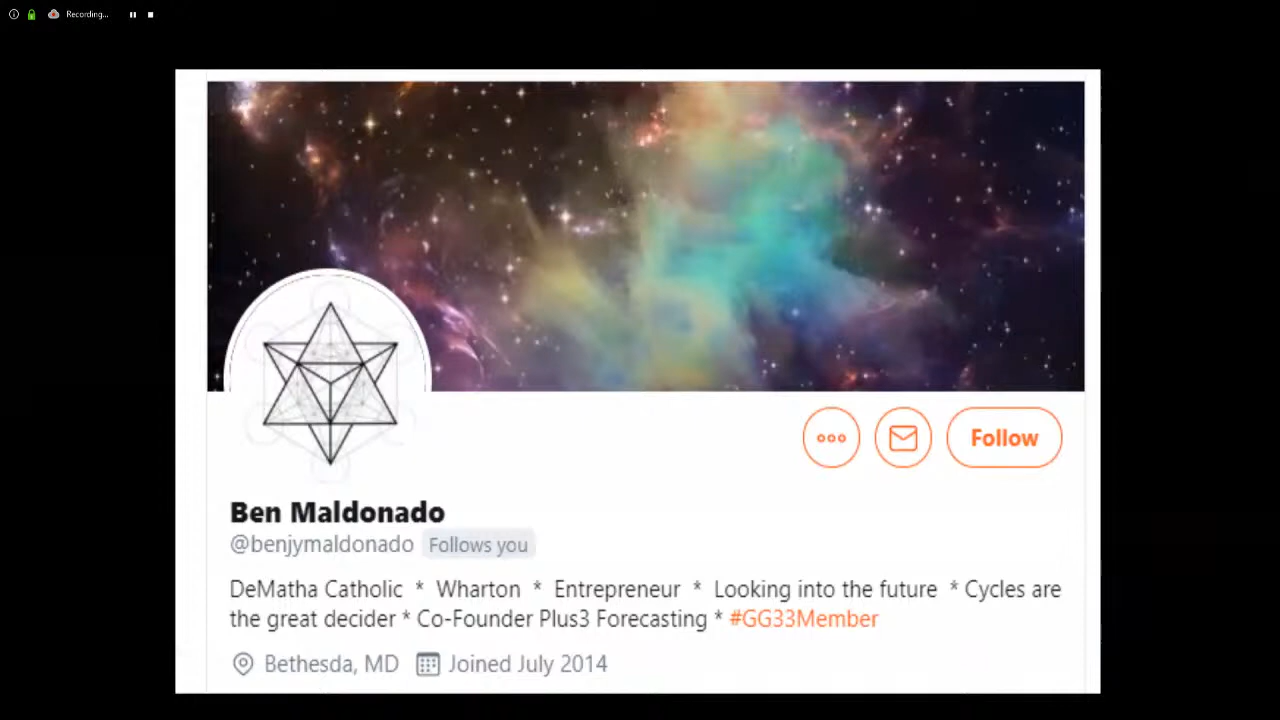 Recording...
Follow
Ben Maldonado
@benjymaldonado Follows you
DeMatha Catholic * Wharton * Entrepreneur * Looking into the future * Cycles are
the great decider * Co-Founder Plus3 Forecasting * #GG33Member
Bethesda, MD Joined July 2014